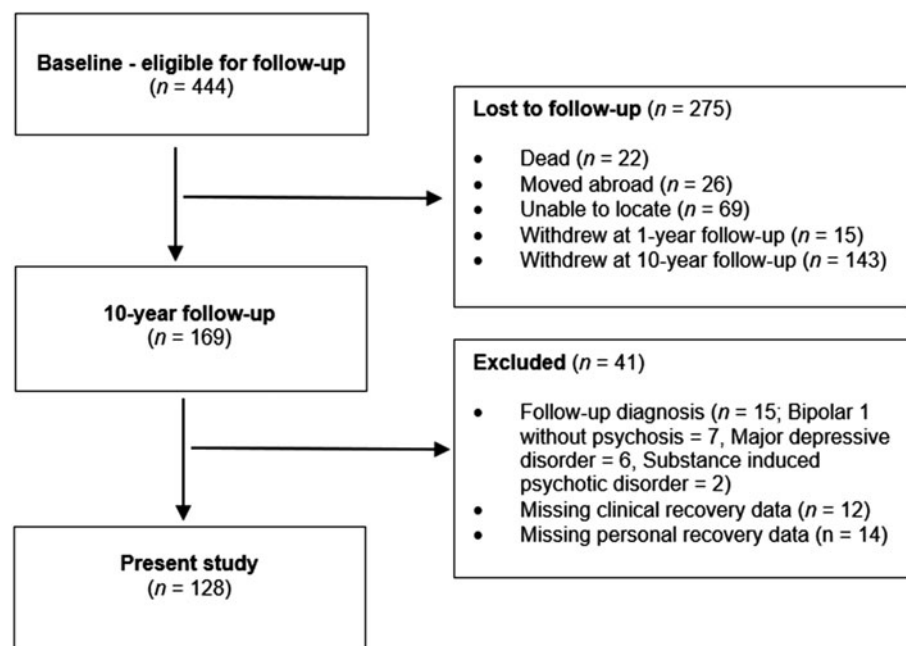 Baseline - eligible for follow-up
(n = 444)
Lost to follow-up (n = 275)
• Dead (n = 22)
• Moved abroad (n = 26)
• Unable to locate (n = 69)
• Withdrew at 1-year follow-up (n = 15)
• Withdrew at 10-year follow-up (n = 143)
10-year follow-up
(n = 169)
Excluded (n = 41)
• Follow-up diagnosis (n = 15; Bipolar 1
without psychosis = 7, Major depressive
disorder = 6, Substance induced
psychotic disorder = 2)
• Missing clinical recovery data (n = 12)
• Missing personal recovery data (n = 14)
Present study
(n = 128)